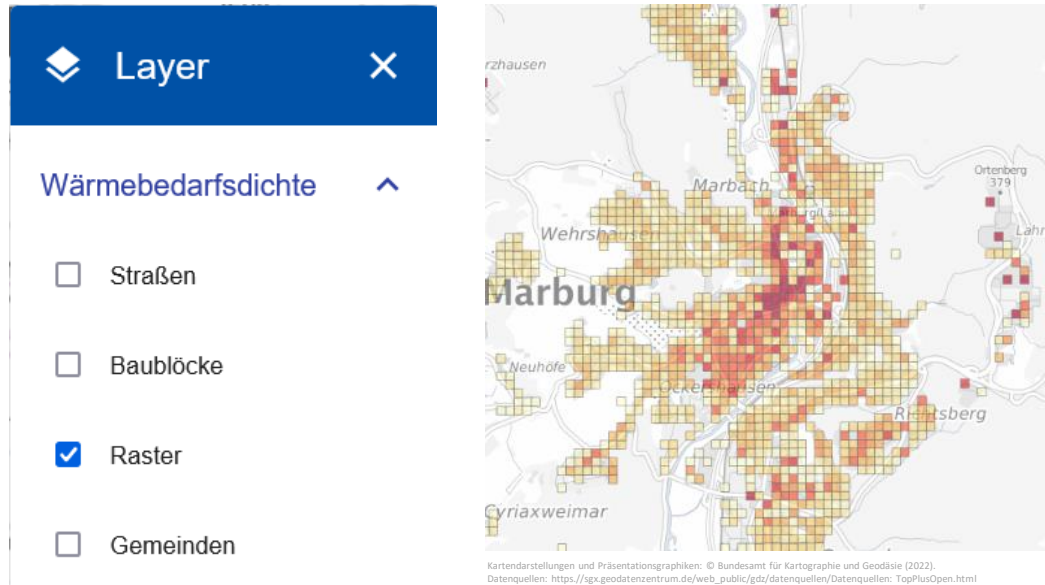 Layer
Wärmebedarfsdichte
Straßen
Baublöcke
Raster
Gemeinden
Ortenberg
379
Marbach
Wehrshausen
Lahn
Marburg
Neuhöfe
Ockershausen
Richtsberg
Cyriaxweimar
Kartendarstellungen und Präsentationsgraphiken: © Bundesamt für Kartographie und Geodäsie (2022).
Datenquellen: https://sgx.geodatenzentrum.de/web_public/gdz/datenquellen/Datenquellen: TopPlusOpen.html